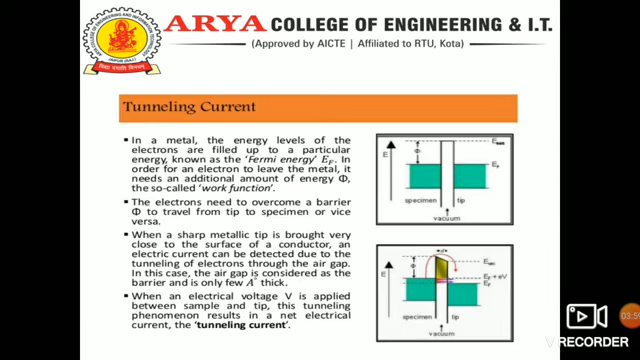 ARYA COLLEGE OF ENGINEERING & I.T.
(Approved by AICTE | Affiliated to RTU, Kota)
Tunneling Current
• In a metal, the energy levels of the
electrons are filled up to a particular
energy, known as the 'Fermi energy' EF. In
order for an electron to leave the metal, it
needs an additional amount of energy Φ,
the so-called 'work function'.
• The electrons need to overcome a barrier
Φ to travel from tip to specimen or vice
versa.
• When a sharp metallic tip is brought very
close to the surface of a conductor, an
electric current can be detected due to the
tunneling of electrons through the air gap.
In this case, the air gap is considered as the
barrier and is only few A° thick.
• When an electrical voltage V is applied
between sample and tip, this tunneling
phenomenon results in a net electrical
current, the 'tunneling current'.
E
Φ
EF
specimen
tip
vacuum
d
E
Φ
EF + eV
EF
specimen
tip
vacuum
03:59
V RECORDER